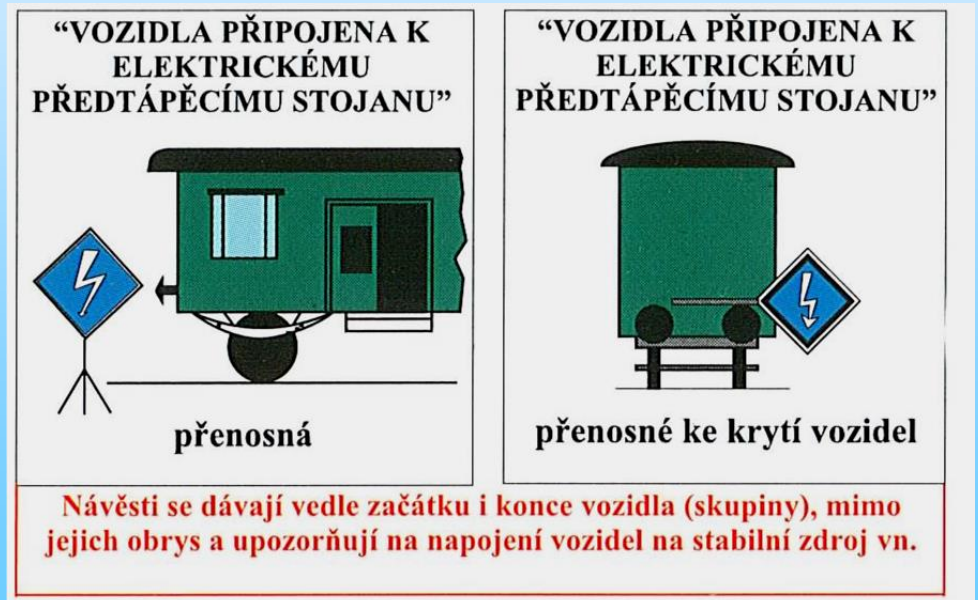 “VOZIDLA PŘIPOJENA K
ELEKTRICKÉMU
PŘEDTÁPĚCÍMU STOJANU”
přenosná
“VOZIDLA PŘIPOJENA K
ELEKTRICKÉMU
PŘEDTÁPĚCÍMU STOJANU”
přenosné ke krytí vozidel
Návěsti se dávají vedle začátku i konce vozidla (skupiny), mimo
jejich obrys a upozorňují na napojení vozidel na stabilní zdroj vn.